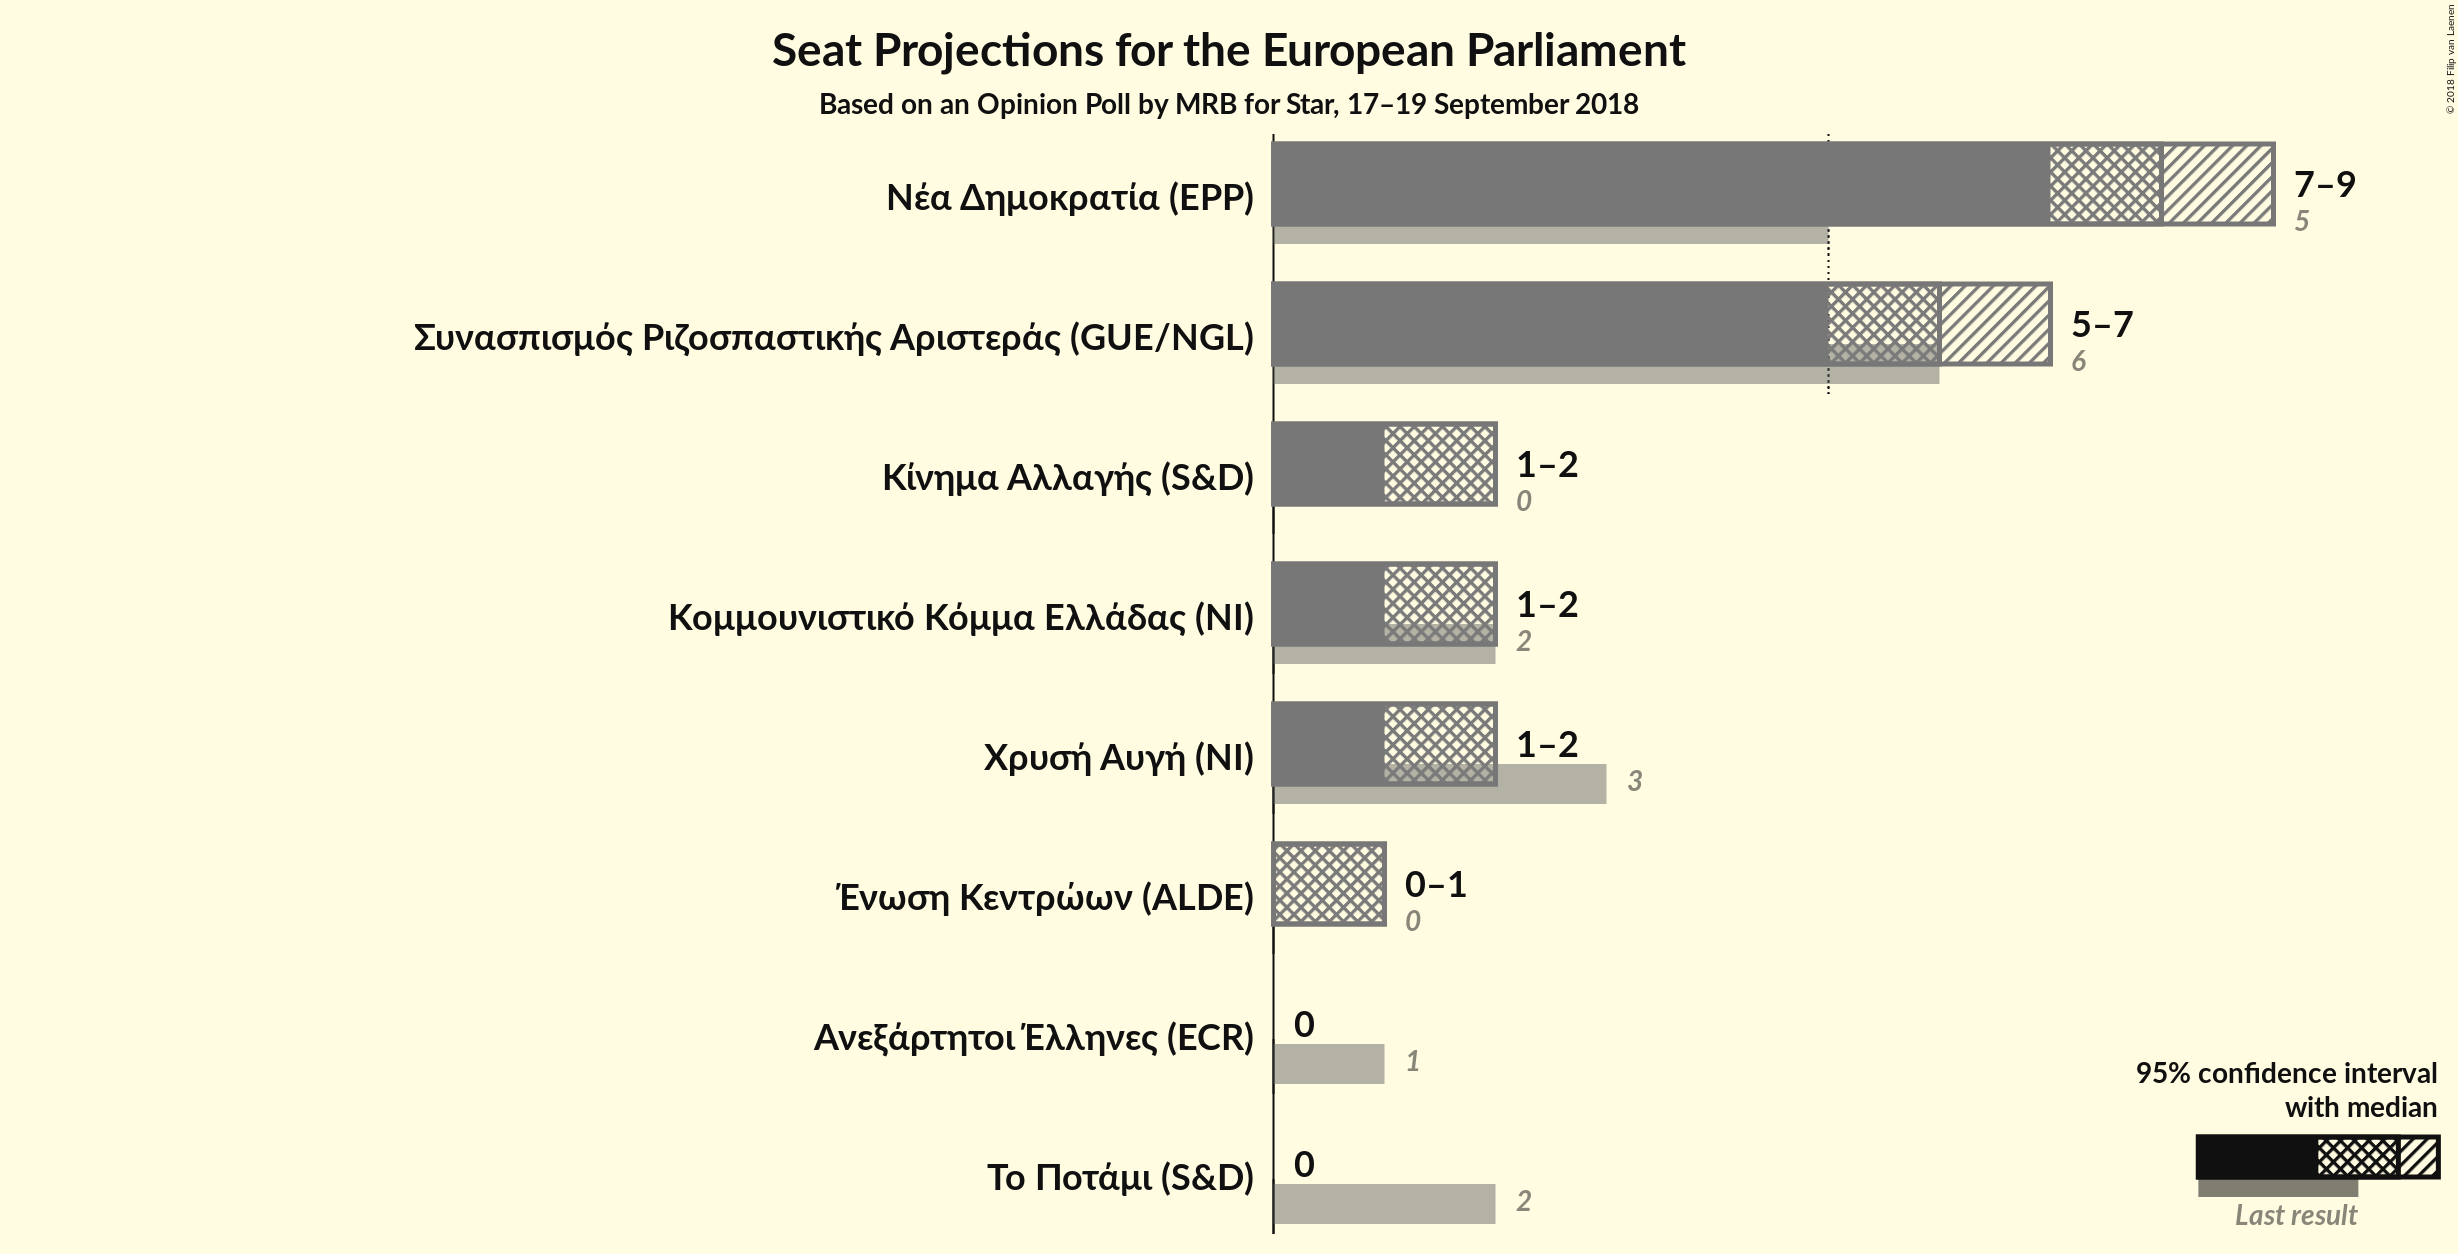 Seat Projections for the European Parliament
Based on an Opinion Poll by MRB for Star, 17–19 September 2018
© 2018 Filip van Laenen
Νέα Δημοκρατία (EPP)
7–9
5
Συνασπισμός Ριζοσπαστικής Αριστεράς (GUE/NGL)
5–7
6
Κίνημα Αλλαγής (S&D)
1–2
0
Κομμουνιστικό Κόμμα Ελλάδας (NI)
1–2
2
Χρυσή Αυγή (NI)
1–2
3
Ένωση Κεντρώων (ALDE)
0–1
0
Ανεξάρτητοι Έλληνες (ECR)
0
1
Το Ποτάμι (S&D)
0
2
95% confidence interval
with median
Last result